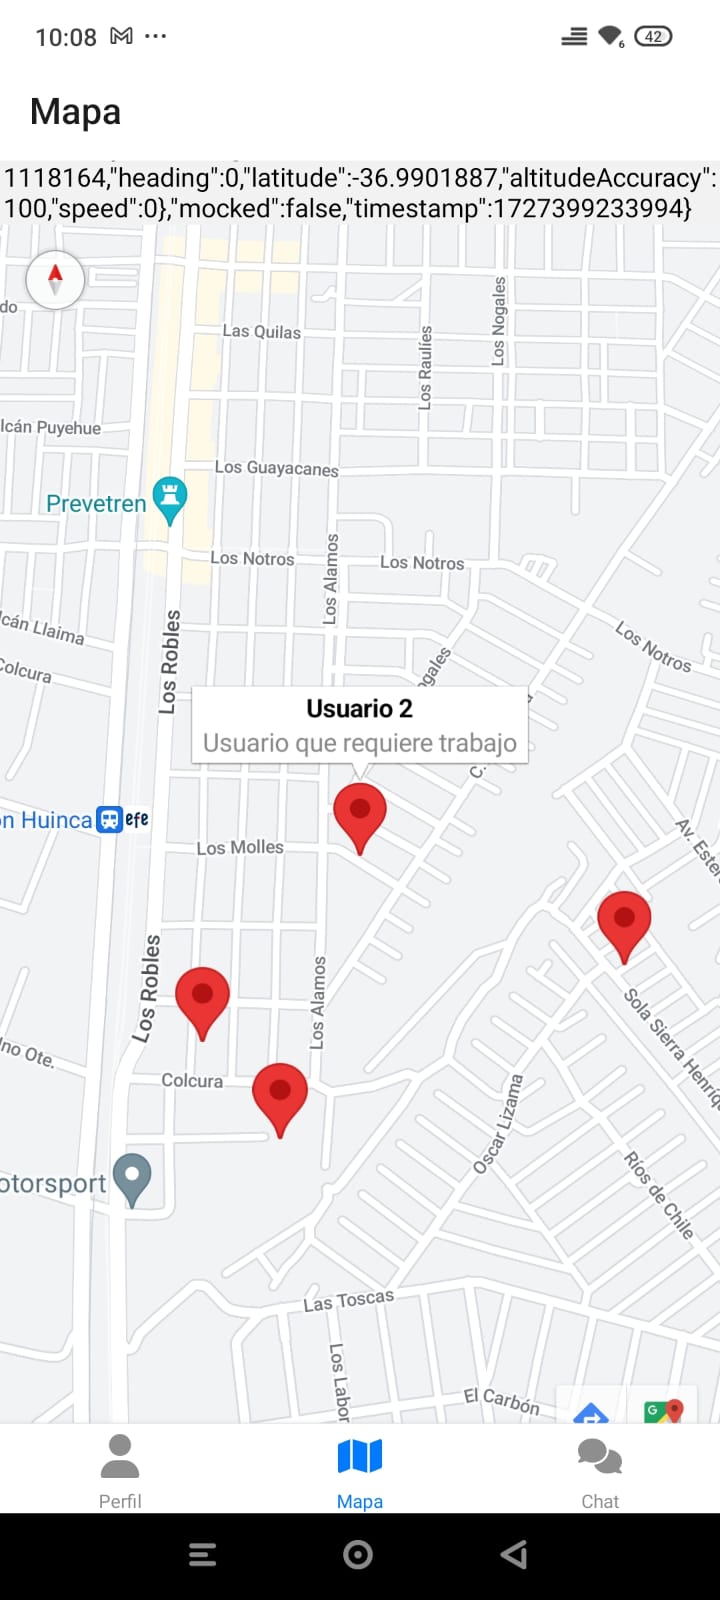 10:08
42
Mapa
1118164,"heading":0,"latitude":-36.9901887,"altitudeAccuracy":
100,"speed":0},"mocked":false,"timestamp":1727399233994}
do
Las Quilas
Los Nogales
Los Raulíes
lcán Puyehue
Los Guayacanes
Prevetren
Los Notros
Los Alamos
Los Notros
cán Llaima
Los Notros
Colcura
Los Robles
ogales
Usuario 2
Usuario que requiere trabajo
C.
on Huinca
efe
Los Molles
Av. Ester
Los Robles
Los Alamos
Sola Sierra Henríq
no Ote.
Colcura
Oscar Lizama
otorsport
Ríos de Chile
Las Toscas
Los Labor
El Carbón
G
Perfil
Mapa
Chat